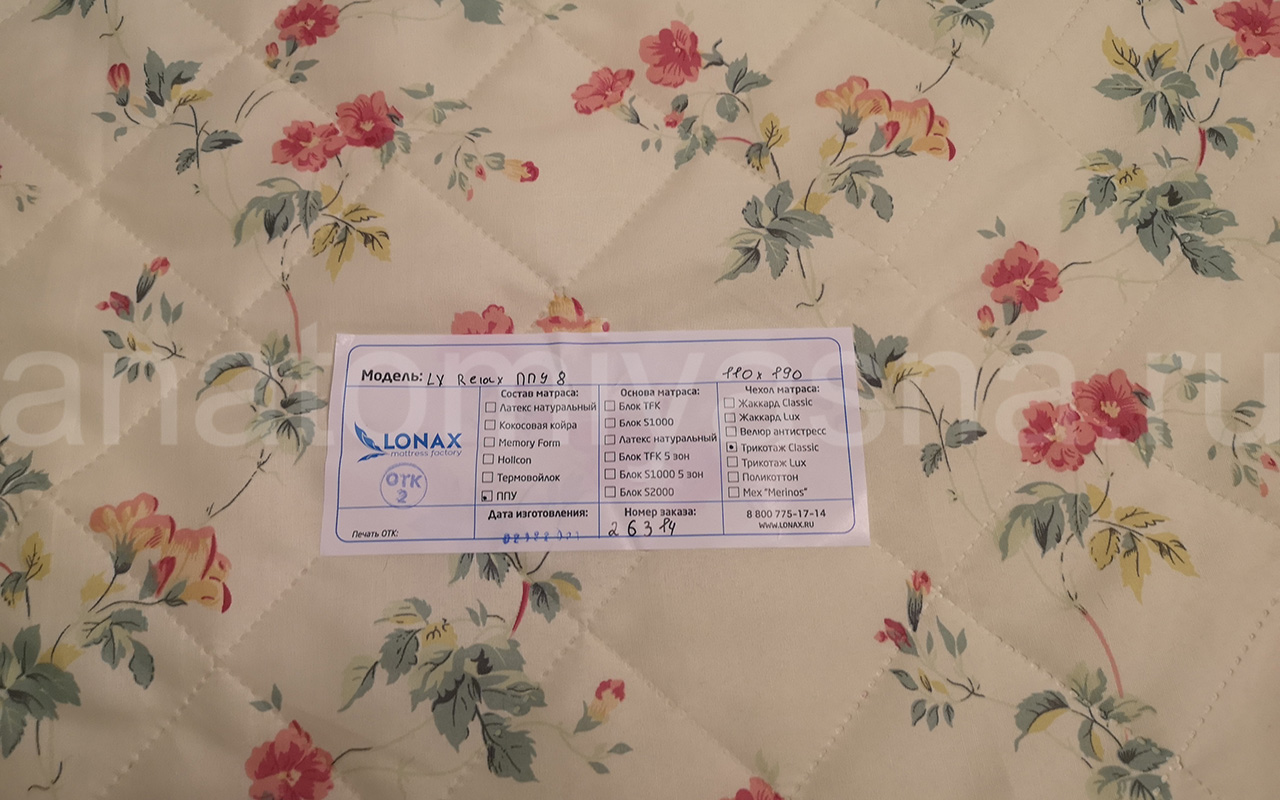 anatomiyasna.ru
Модель: LX Relax ППУ 8 110 x 190
LONAX
mattress factory
ОТК
2
Печать ОТК:
Состав матраса:
Латекс натуральный
Кокосовая койра
Memory Form
Hollcon
Термовойлок
ППУ
Дата изготовления:
Основа матраса:
Блок TFK
Блок S1000
Латекс натуральный
Блок TFK 5 зон
Блок S1000 5 зон
Блок S2000
Номер заказа:
26314
Чехол матраса:
Жаккард Classic
Жаккард Lux
Велюр антистресс
Трикотаж Classic
Трикотаж Lux
Поликоттон
Мех "Merinos"
8 800 775-17-14
WWW.LONAX.RU